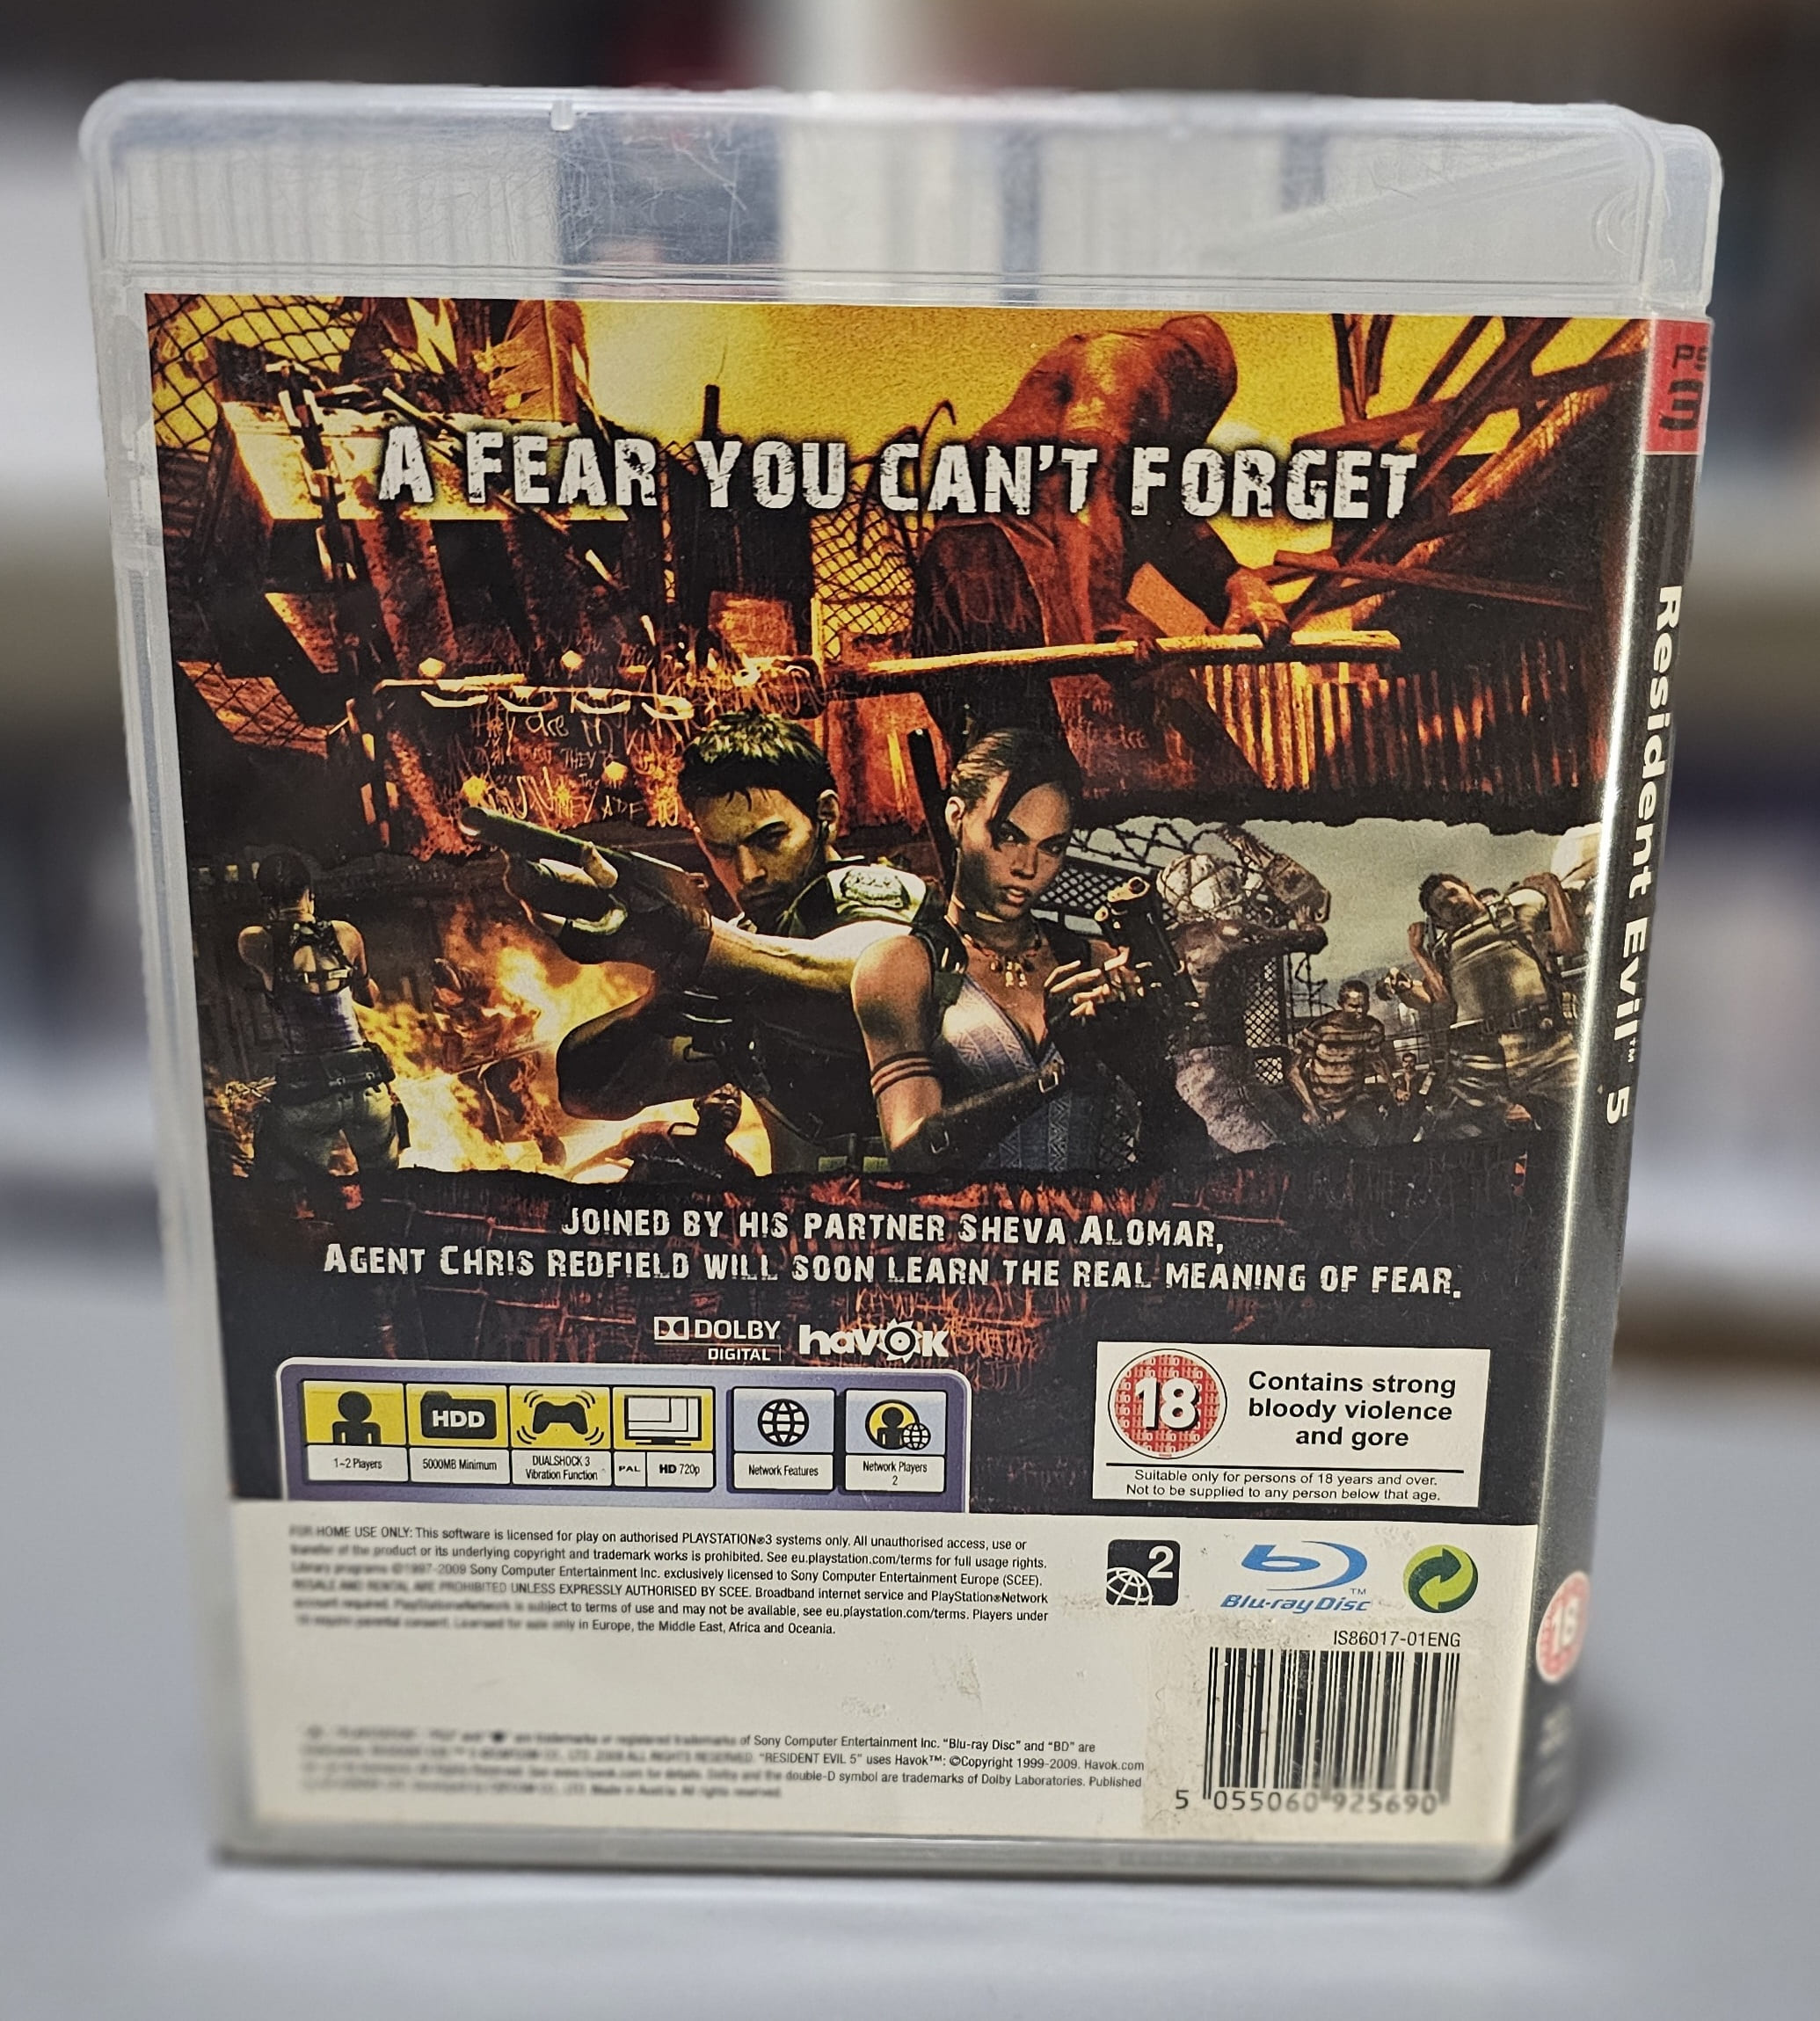 A FEAR YOU CAN'T FORGET
JOINED BY HIS PARTNER SHEVA ALOMAR,
AGENT CHRIS REDFIELD WILL SOON LEARN THE REAL MEANING OF FEAR.
DOLBY
DIGITAL
havok
HDD
1-2 Players
5000MB Minimum
DUALSHOCK 3
Vibration Function
PAL
HD 720p
Network Features
Network Players
2
18
Contains strong
bloody violence
and gore
Suitable only for persons of 18 years and over.
Not to be supplied to any person below that age.
FOR HOME USE ONLY: This software is licensed for play on authorised PLAYSTATION®3 systems only. All unauthorised access, use or
transfer of the product or its underlying copyright and trademark works is prohibited. See eu.playstation.com/terms for full usage rights.
Library programs ©1997-2009 Sony Computer Entertainment Inc. exclusively licensed to Sony Computer Entertainment Europe (SCEE).
RESALE AND RENTAL ARE PROHIBITED UNLESS EXPRESSLY AUTHORISED BY SCEE. Broadband internet service and PlayStation®Network
account required. PlayStation®Network is subject to terms of use and may not be available, see eu.playstation.com/terms. Players under
18 require parental consent. Licensed for sale only in Europe, the Middle East, Africa and Oceania.
2
Blu-ray Disc™
IS86017-01ENG
are trademarks or registered trademarks of Sony Computer Entertainment Inc. "Blu-ray Disc" and "BD" are
ALL RIGHTS RESERVED. "RESIDENT EVIL 5" uses Havok™: ©Copyright 1999-2009. Havok.com
See www.havok.com for details. Dolby and the double-D symbol are trademarks of Dolby Laboratories. Published
Made in Austria. All rights reserved.
5 055060 925690
PS3
Resident Evil™ 5
18